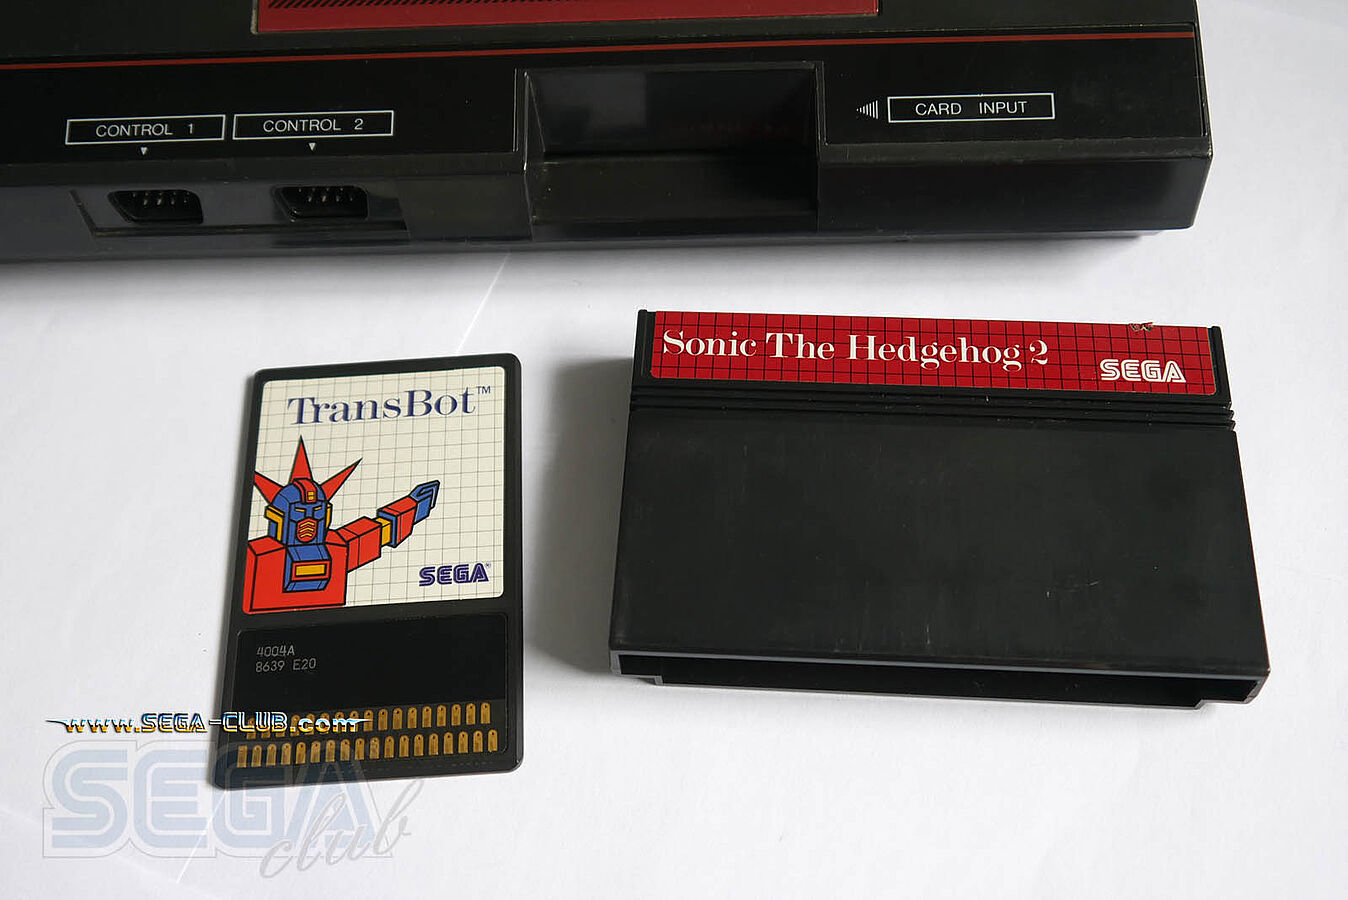 CONTROL 1
CONTROL 2
CARD INPUT
Sonic The Hedgehog 2
SEGA
TransBot™
SEGA®
4004A
8639 E20
www.SEGA-CLUB.com
SEGA
club